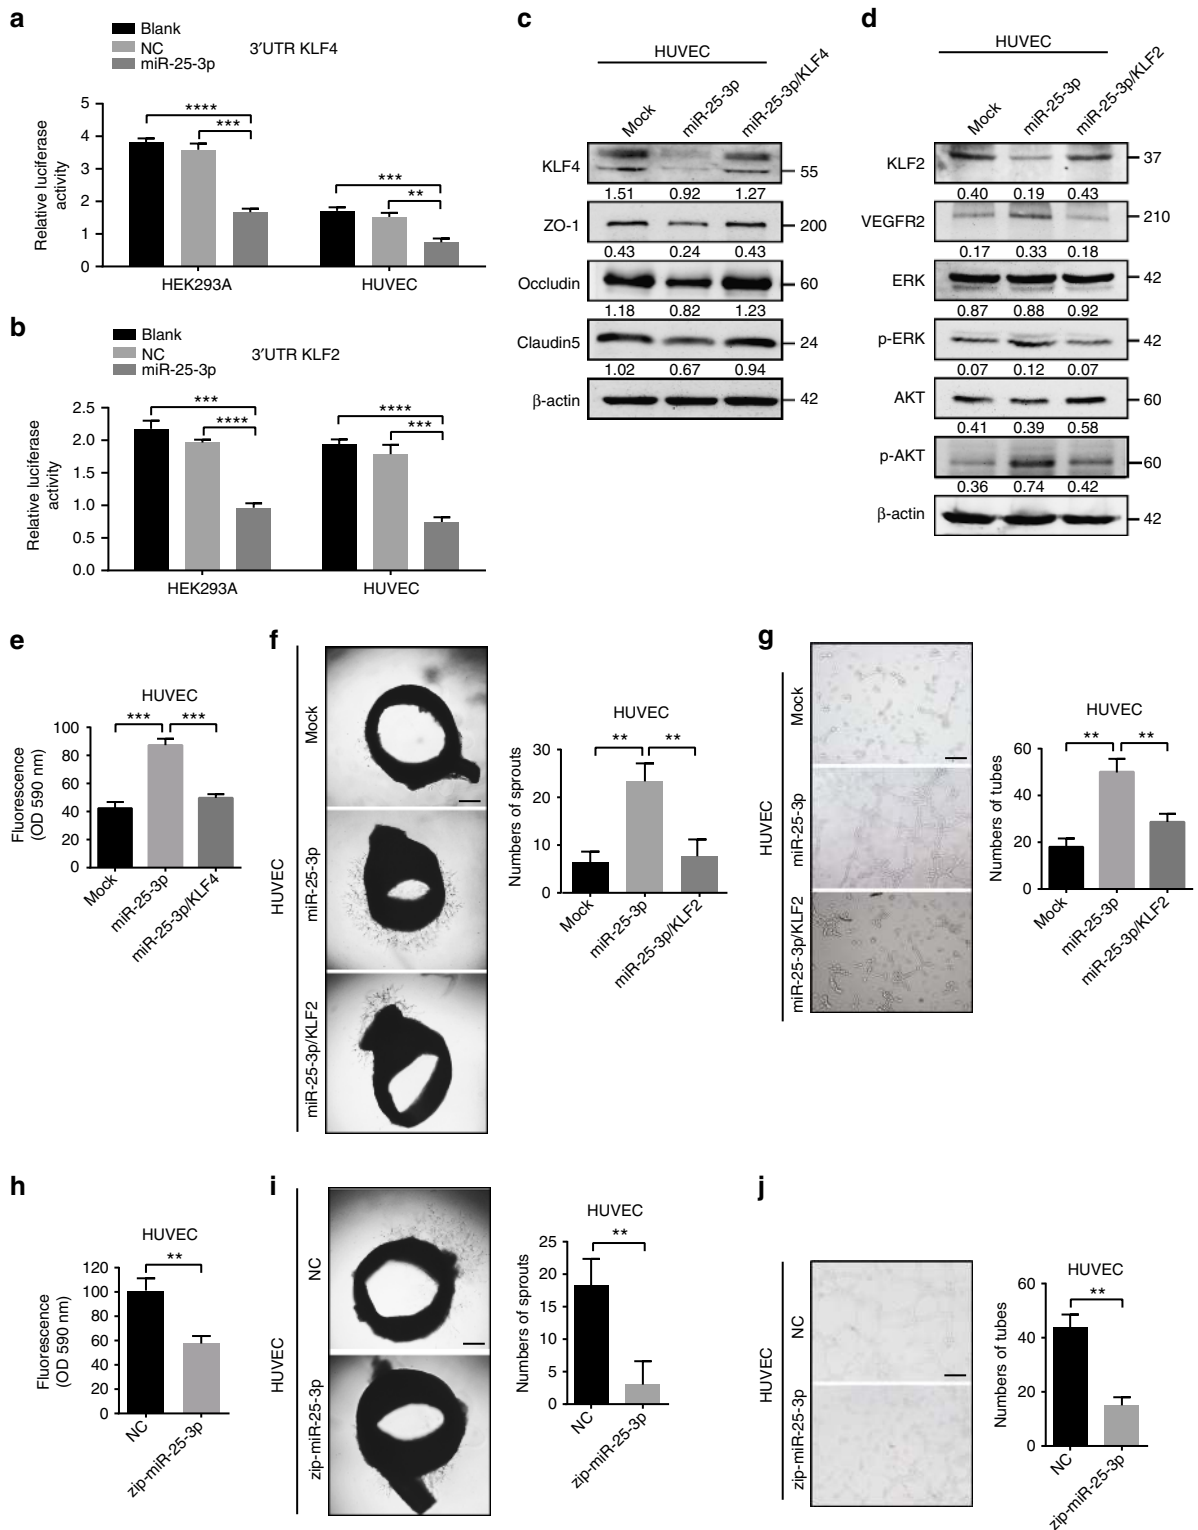 a
Blank
NC
miR-25-3p
3′UTR KLF4
Relative luciferase
activity
5
4
3
2
1
0
****
***
***
**
HEK293A
HUVEC
b
Blank
NC
miR-25-3p
3′UTR KLF2
Relative luciferase
activity
2.5
2.0
1.5
1.0
0.5
0.0
***
****
****
***
HEK293A
HUVEC
c
HUVEC
Mock
miR-25-3p
miR-25-3p/KLF4
KLF4
55
1.51 0.92 1.27
ZO-1
200
0.43 0.24 0.43
Occludin
60
1.18 0.82 1.23
Claudin5
24
1.02 0.67 0.94
β-actin
42
d
HUVEC
Mock
miR-25-3p
miR-25-3p/KLF2
KLF2
37
0.40 0.19 0.43
VEGFR2
210
0.17 0.33 0.18
ERK
42
0.87 0.88 0.92
p-ERK
42
0.07 0.12 0.07
AKT
60
0.41 0.39 0.58
p-AKT
60
0.36 0.74 0.42
β-actin
42
e
HUVEC
*** ***
Fluorescence
(OD 590 nm)
100
80
60
40
20
0
Mock
miR-25-3p
miR-25-3p/KLF4
f
HUVEC
Mock
miR-25-3p
miR-25-3p/KLF2
HUVEC
** **
Numbers of sprouts
30
20
10
0
Mock
miR-25-3p
miR-25-3p/KLF2
g
HUVEC
Mock
miR-25-3p
miR-25-3p/KLF2
HUVEC
** **
Numbers of tubes
60
40
20
0
Mock
miR-25-3p
miR-25-3p/KLF2
h
HUVEC
**
Fluorescence
(OD 590 nm)
120
100
80
60
40
20
0
NC
zip-miR-25-3p
i
HUVEC
NC
zip-miR-25-3p
HUVEC
**
Numbers of sprouts
25
20
15
10
5
0
NC
zip-miR-25-3p
j
HUVEC
NC
zip-miR-25-3p
HUVEC
**
Numbers of tubes
60
40
20
0
NC
zip-miR-25-3p